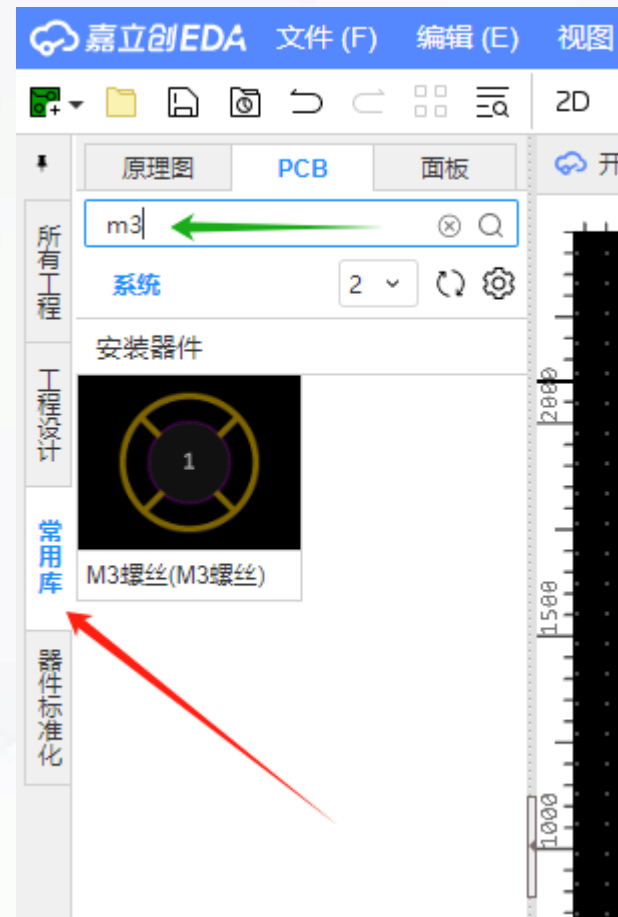 嘉立创EDA 文件 (F) 编辑 (E) 视图
2D
原理图 PCB 面板
开
m3
系统 2
安装器件
1
M3螺丝(M3螺丝)
所有工程
工程设计
常用库
器件标准化
2000
1500
1000